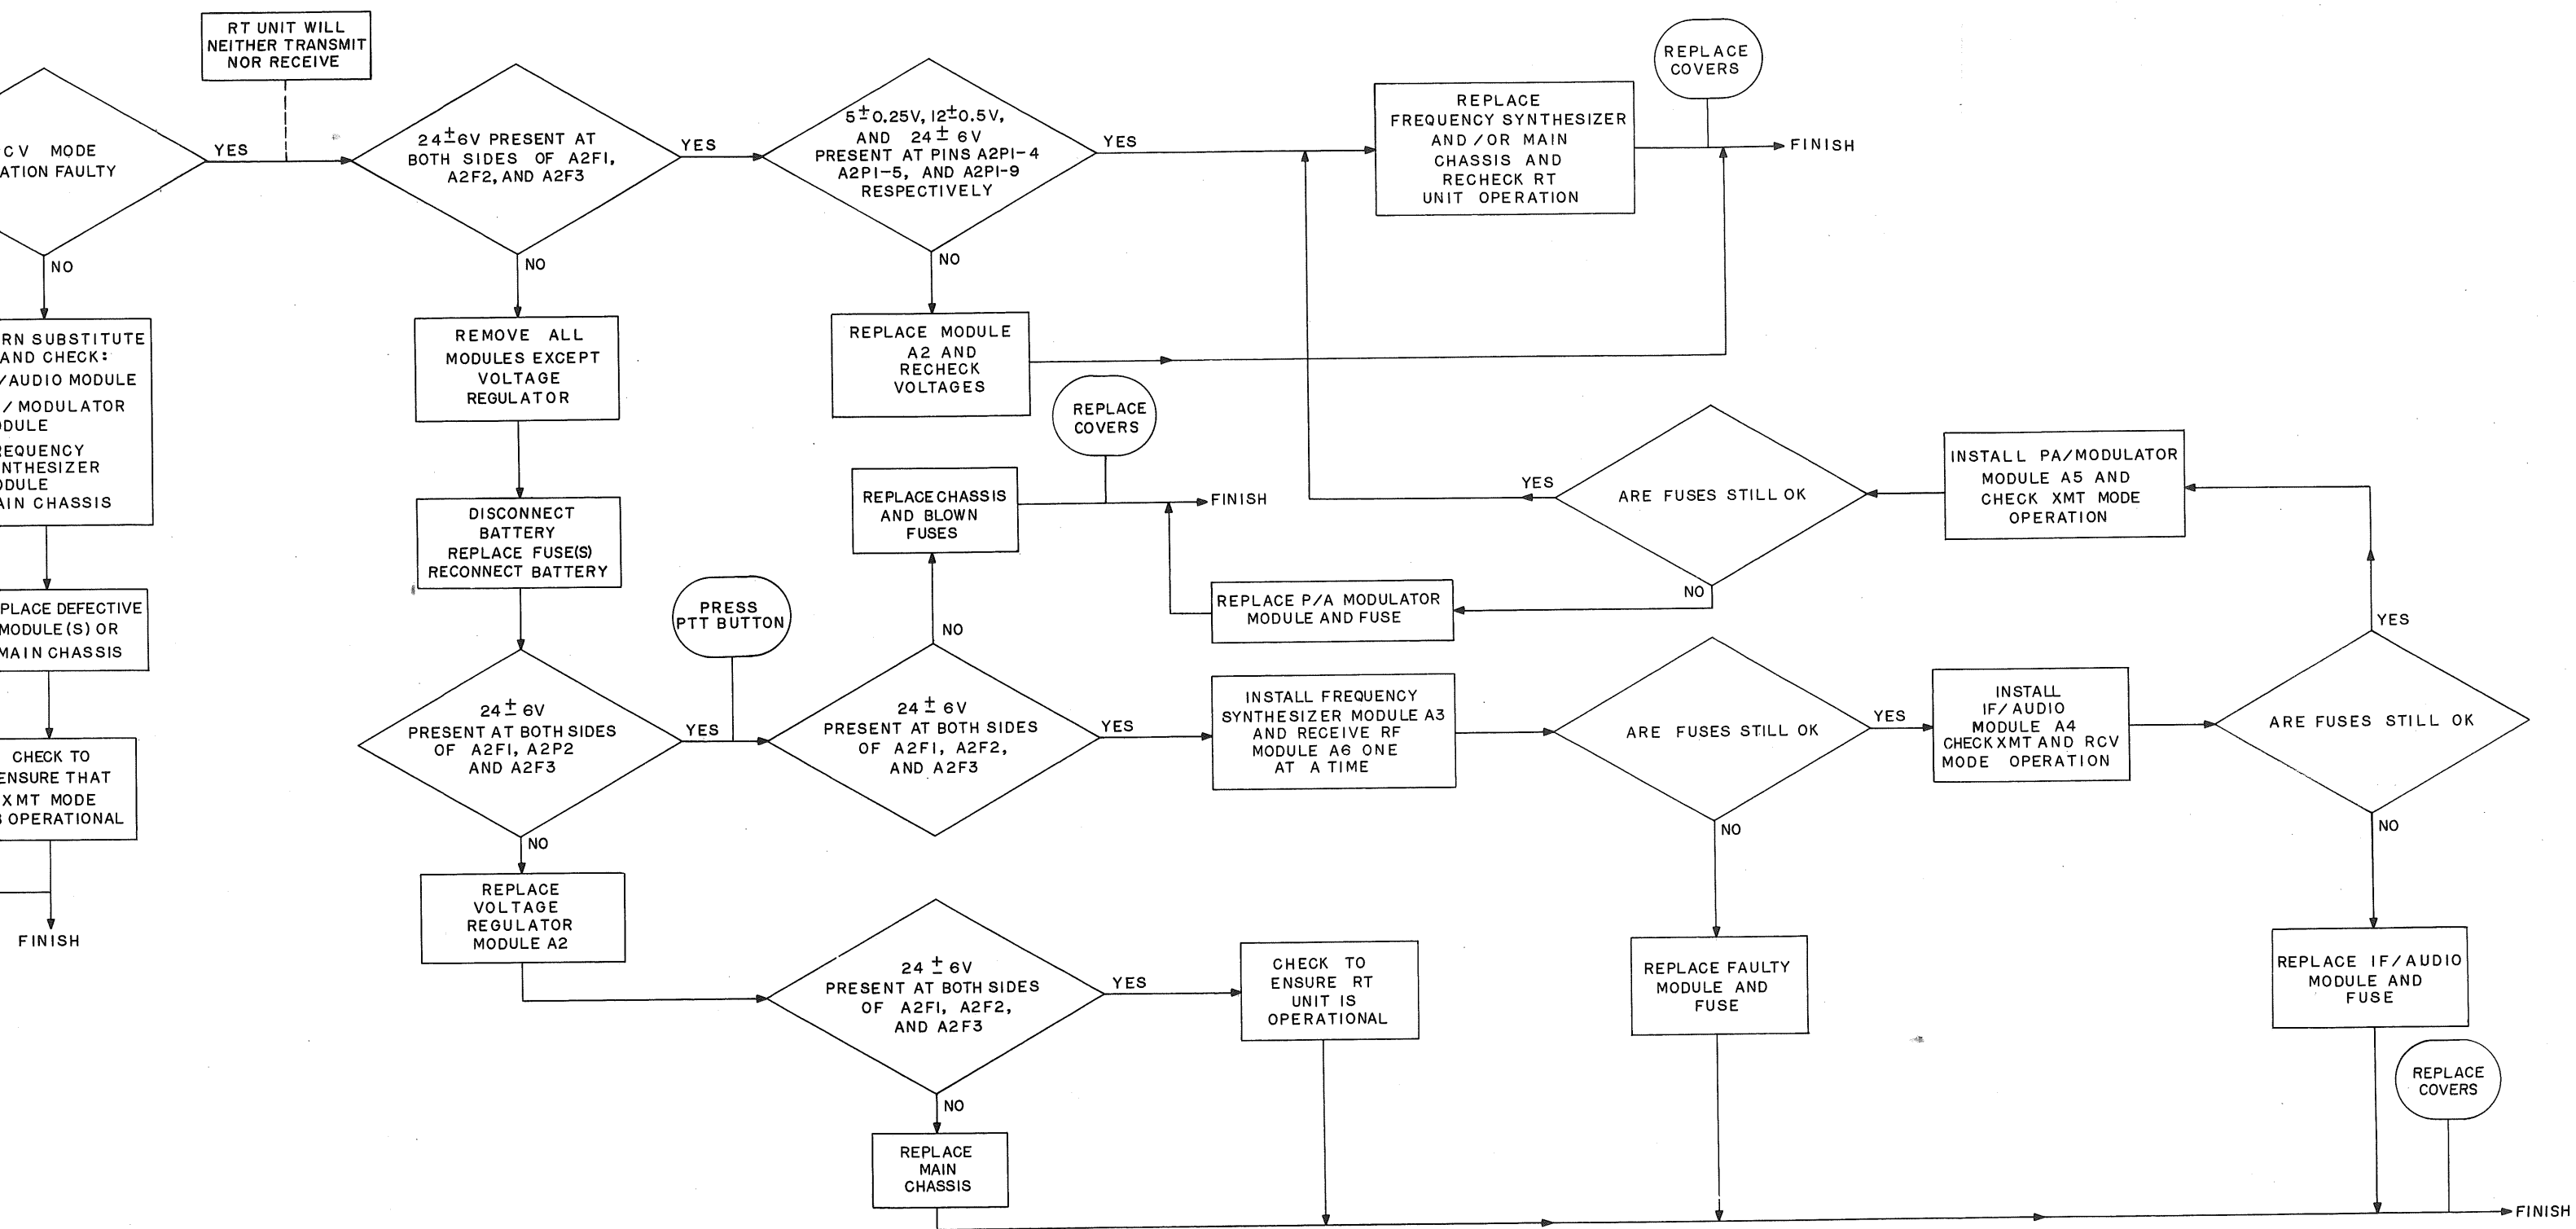 RT UNIT WILL
NEITHER TRANSMIT
NOR RECEIVE
CV MODE
ATION FAULTY
YES
NO
RN SUBSTITUTE
AND CHECK:
/AUDIO MODULE
/ MODULATOR
ODULE
REQUENCY
NTHESIZER
ODULE
AIN CHASSIS
PLACE DEFECTIVE
MODULE(S) OR
MAIN CHASSIS
CHECK TO
ENSURE THAT
XMT MODE
S OPERATIONAL
FINISH
24±6V PRESENT AT
BOTH SIDES OF A2F1,
A2F2, AND A2F3
YES
NO
REMOVE ALL
MODULES EXCEPT
VOLTAGE
REGULATOR
DISCONNECT
BATTERY
REPLACE FUSE(S)
RECONNECT BATTERY
24 ± 6V
PRESENT AT BOTH SIDES
OF A2F1, A2P2
AND A2F3
YES
NO
PRESS
PTT BUTTON
REPLACE
VOLTAGE
REGULATOR
MODULE A2
5±0.25V, 12±0.5V,
AND 24± 6V
PRESENT AT PINS A2P1-4
A2P1-5, AND A2P1-9
RESPECTIVELY
YES
NO
REPLACE MODULE
A2 AND
RECHECK
VOLTAGES
REPLACE
FREQUENCY SYNTHESIZER
AND/OR MAIN
CHASSIS AND
RECHECK RT
UNIT OPERATION
REPLACE
COVERS
FINISH
REPLACE
COVERS
REPLACE CHASSIS
AND BLOWN
FUSES
FINISH
NO
24 ± 6V
PRESENT AT BOTH SIDES
OF A2F1, A2F2,
AND A2F3
YES
INSTALL FREQUENCY
SYNTHESIZER MODULE A3
AND RECEIVE RF
MODULE A6 ONE
AT A TIME
ARE FUSES STILL OK
YES
NO
INSTALL
IF/AUDIO
MODULE A4
CHECK XMT AND RCV
MODE OPERATION
ARE FUSES STILL OK
YES
NO
INSTALL PA/MODULATOR
MODULE A5 AND
CHECK XMT MODE
OPERATION
ARE FUSES STILL OK
YES
NO
REPLACE P/A MODULATOR
MODULE AND FUSE
24 ± 6V
PRESENT AT BOTH SIDES
OF A2F1, A2F2,
AND A2F3
YES
NO
CHECK TO
ENSURE RT
UNIT IS
OPERATIONAL
REPLACE
MAIN
CHASSIS
REPLACE FAULTY
MODULE AND
FUSE
REPLACE IF/AUDIO
MODULE AND
FUSE
REPLACE
COVERS
FINISH